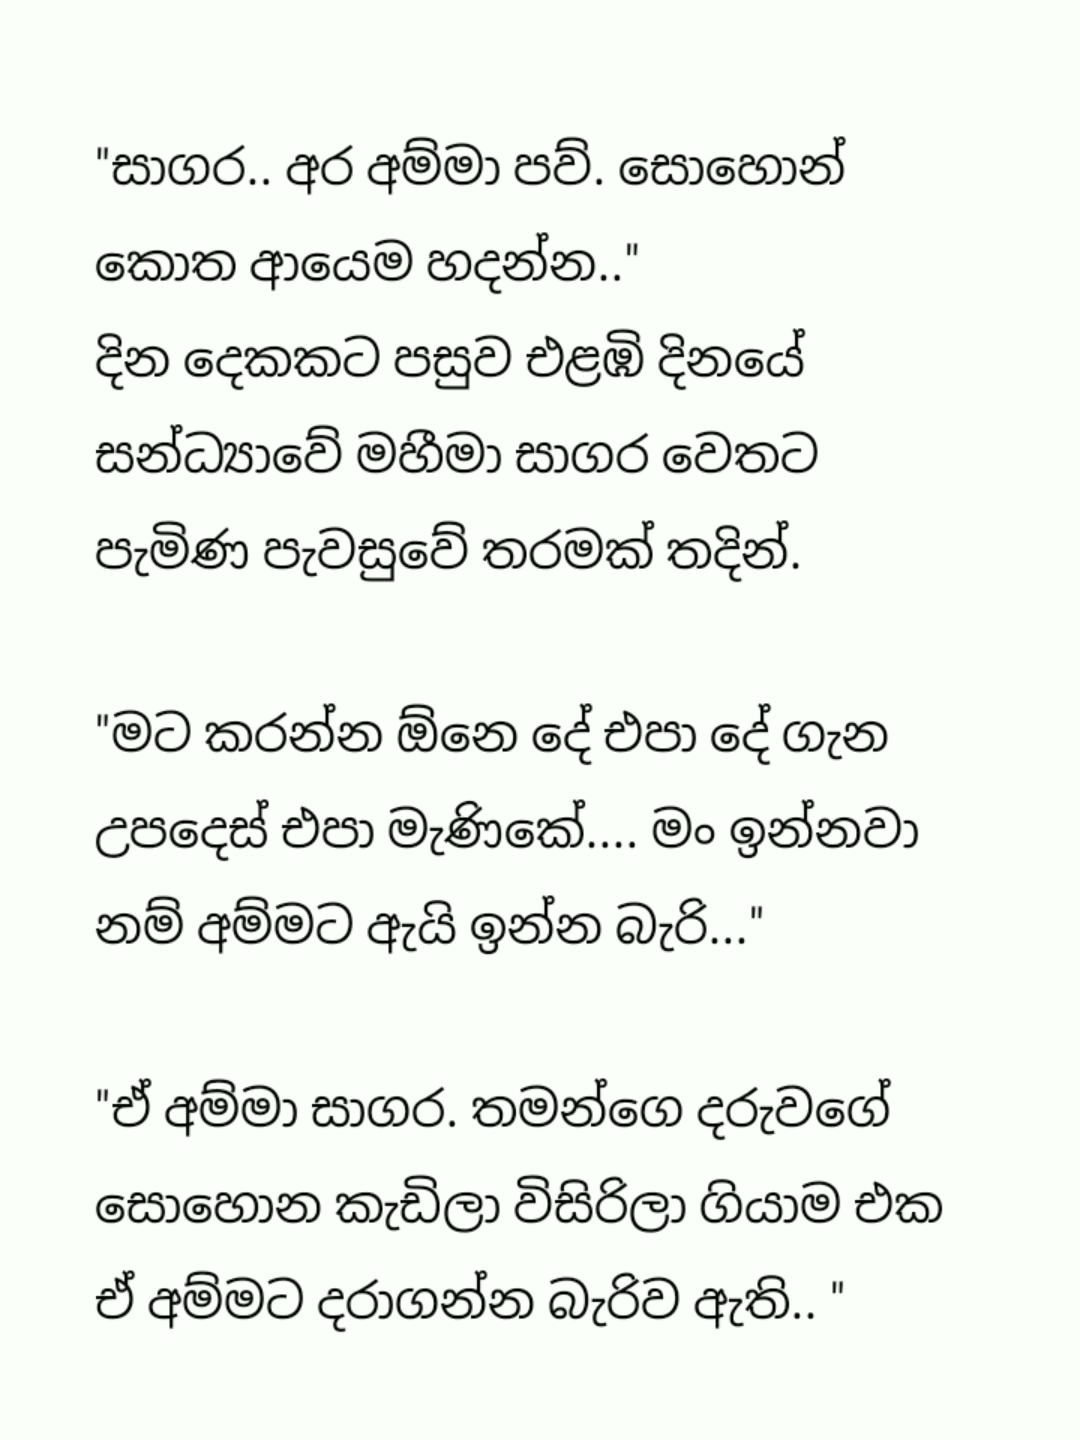 "සාගර.. අර අම්මා පව්. සොහොන්
කොත ආයෙම හදන්න.."
දින දෙකකට පසුව එළඹි දිනයේ
සන්ධ්‍යාවේ මහීමා සාගර වෙතට
පැමිණ පැවසුවේ තරමක් තදින්.
"මට කරන්න ඕනෙ දේ එපා දේ ගැන
උපදෙස් එපා මැණිකේ.... මං ඉන්නවා
නම් අම්මට ඇයි ඉන්න බැරි..."
"ඒ අම්මා සාගර. තමන්ගෙ දරුවගේ
සොහොන කැඩිලා විසිරිලා ගියාම එක
ඒ අම්මට දරාගන්න බැරිව ඇති.. "